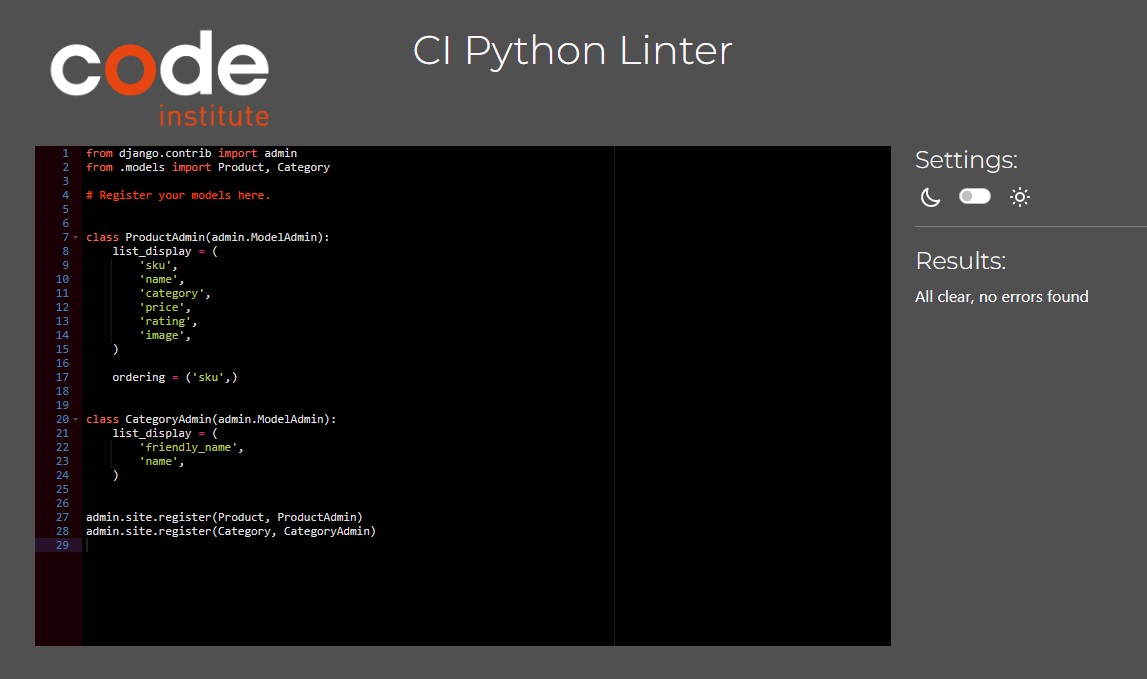 code
institute
CI Python Linter
1 from django.contrib import admin
2 from .models import Product, Category
3
4 # Register your models here.
5
6
7 class ProductAdmin(admin.ModelAdmin):
8     list_display = (
9         'sku',
10         'name',
11         'category',
12         'price',
13         'rating',
14         'image',
15     )
16
17     ordering = ('sku',)
18
19
20 class CategoryAdmin(admin.ModelAdmin):
21     list_display = (
22         'friendly_name',
23         'name',
24     )
25
26
27 admin.site.register(Product, ProductAdmin)
28 admin.site.register(Category, CategoryAdmin)
29
Settings:
Results:
All clear, no errors found